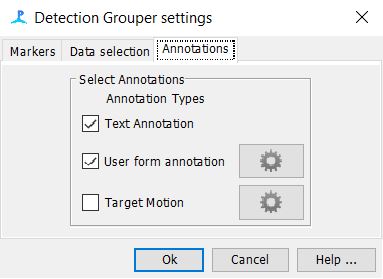 Detection Grouper settings
Markers Data selection Annotations
Select Annotations
Annotation Types
Text Annotation
User form annotation
Target Motion
Ok Cancel Help ...